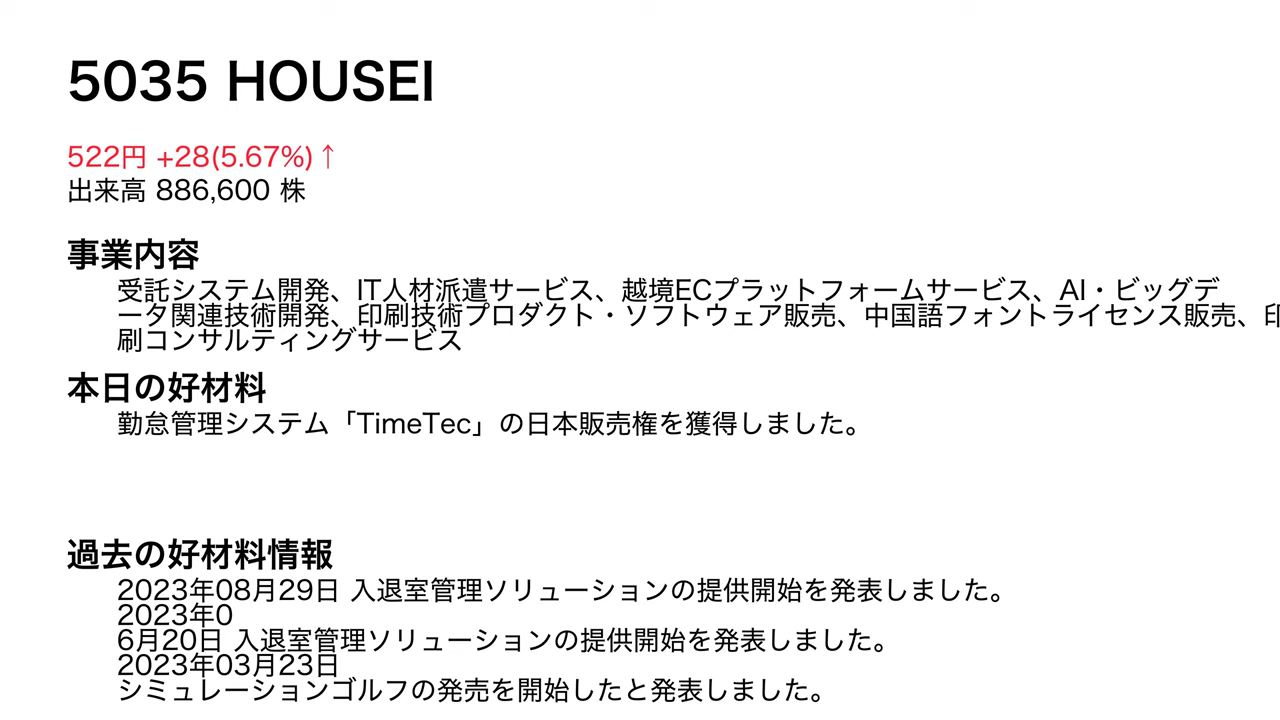 5035 HOUSEI
522円 +28(5.67%)↑
出来高 886,600 株
事業内容
受託システム開発、IT人材派遣サービス、越境ECプラットフォームサービス、AI・ビッグデ
ータ関連技術開発、印刷技術プロダクト・ソフトウェア販売、中国語フォントライセンス販売、印
刷コンサルティングサービス
本日の好材料
勤怠管理システム「TimeTec」の日本販売権を獲得しました。
過去の好材料情報
2023年08月29日 入退室管理ソリューションの提供開始を発表しました。
2023年0
6月20日 入退室管理ソリューションの提供開始を発表しました。
2023年03月23日
シミュレーションゴルフの発売を開始したと発表しました。